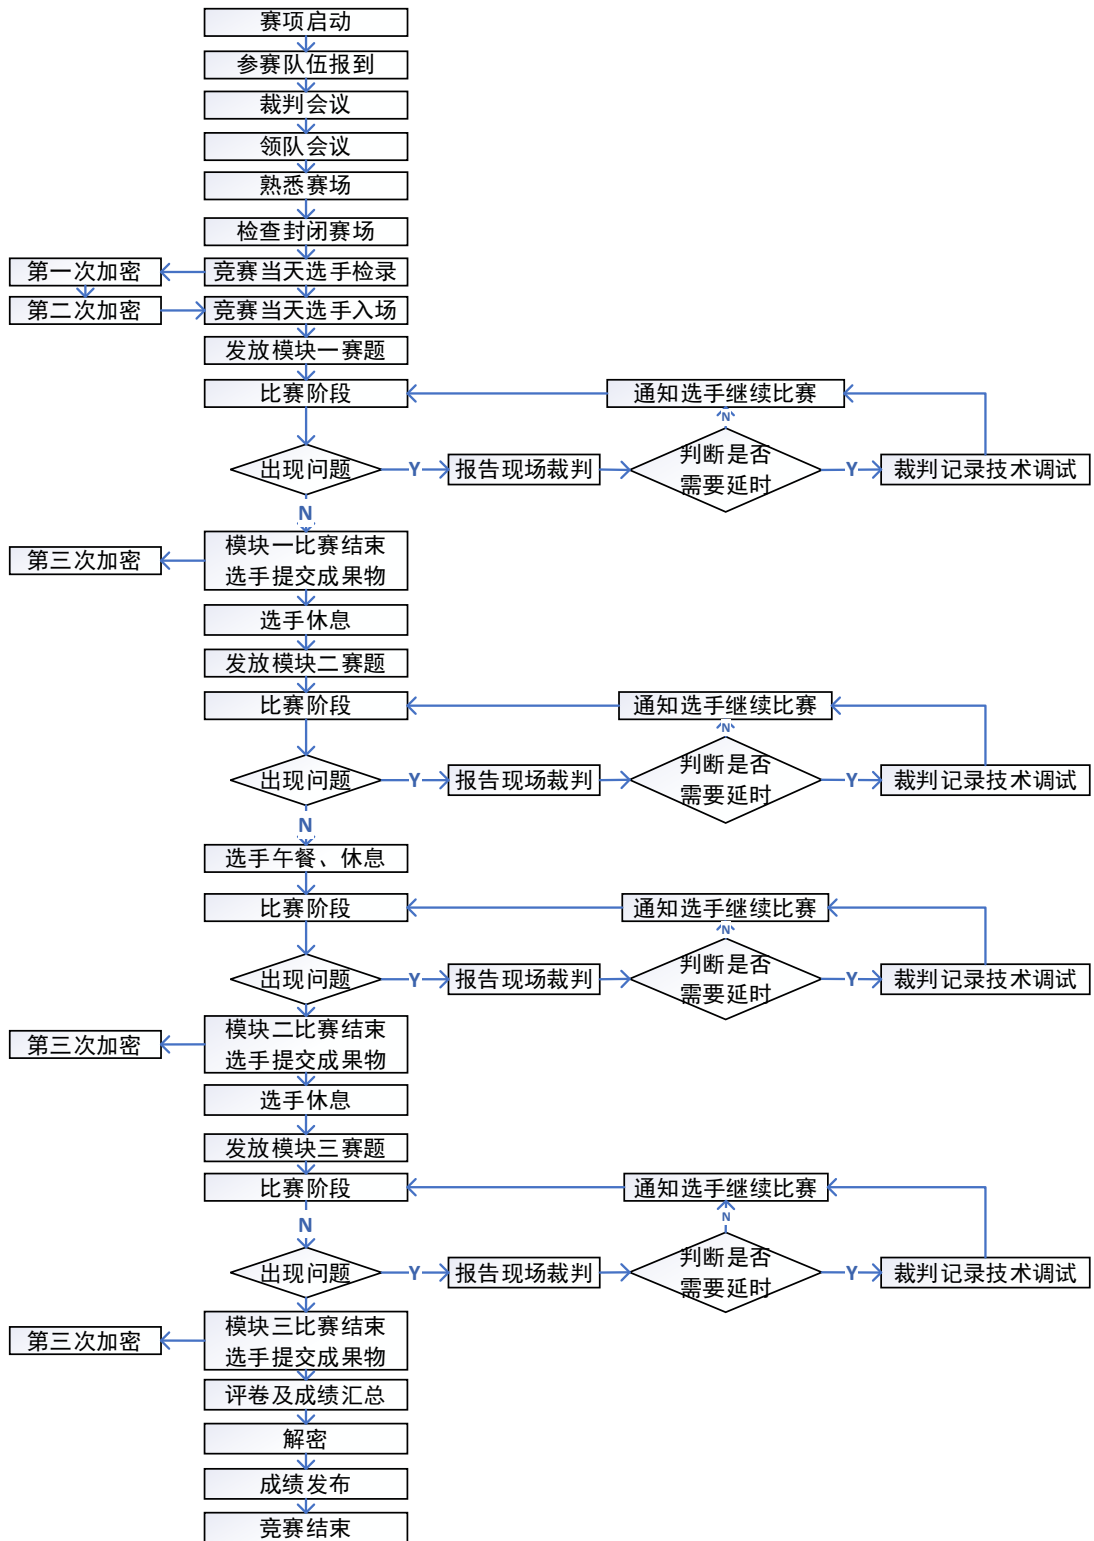 赛项启动
参赛队伍报到
裁判会议
领队会议
熟悉赛场
检查封闭赛场
第一次加密
竞赛当天选手检录
第二次加密
竞赛当天选手入场
发放模块一赛题
比赛阶段
通知选手继续比赛
N
出现问题
Y
报告现场裁判
判断是否
需要延时
Y
裁判记录技术调试
N
第三次加密
模块一比赛结束
选手提交成果物
选手休息
发放模块二赛题
比赛阶段
通知选手继续比赛
N
出现问题
Y
报告现场裁判
判断是否
需要延时
Y
裁判记录技术调试
N
选手午餐、休息
比赛阶段
通知选手继续比赛
N
出现问题
Y
报告现场裁判
判断是否
需要延时
Y
裁判记录技术调试
第三次加密
模块二比赛结束
选手提交成果物
选手休息
发放模块三赛题
比赛阶段
通知选手继续比赛
N
N
出现问题
Y
报告现场裁判
判断是否
需要延时
Y
裁判记录技术调试
第三次加密
模块三比赛结束
选手提交成果物
评卷及成绩汇总
解密
成绩发布
竞赛结束